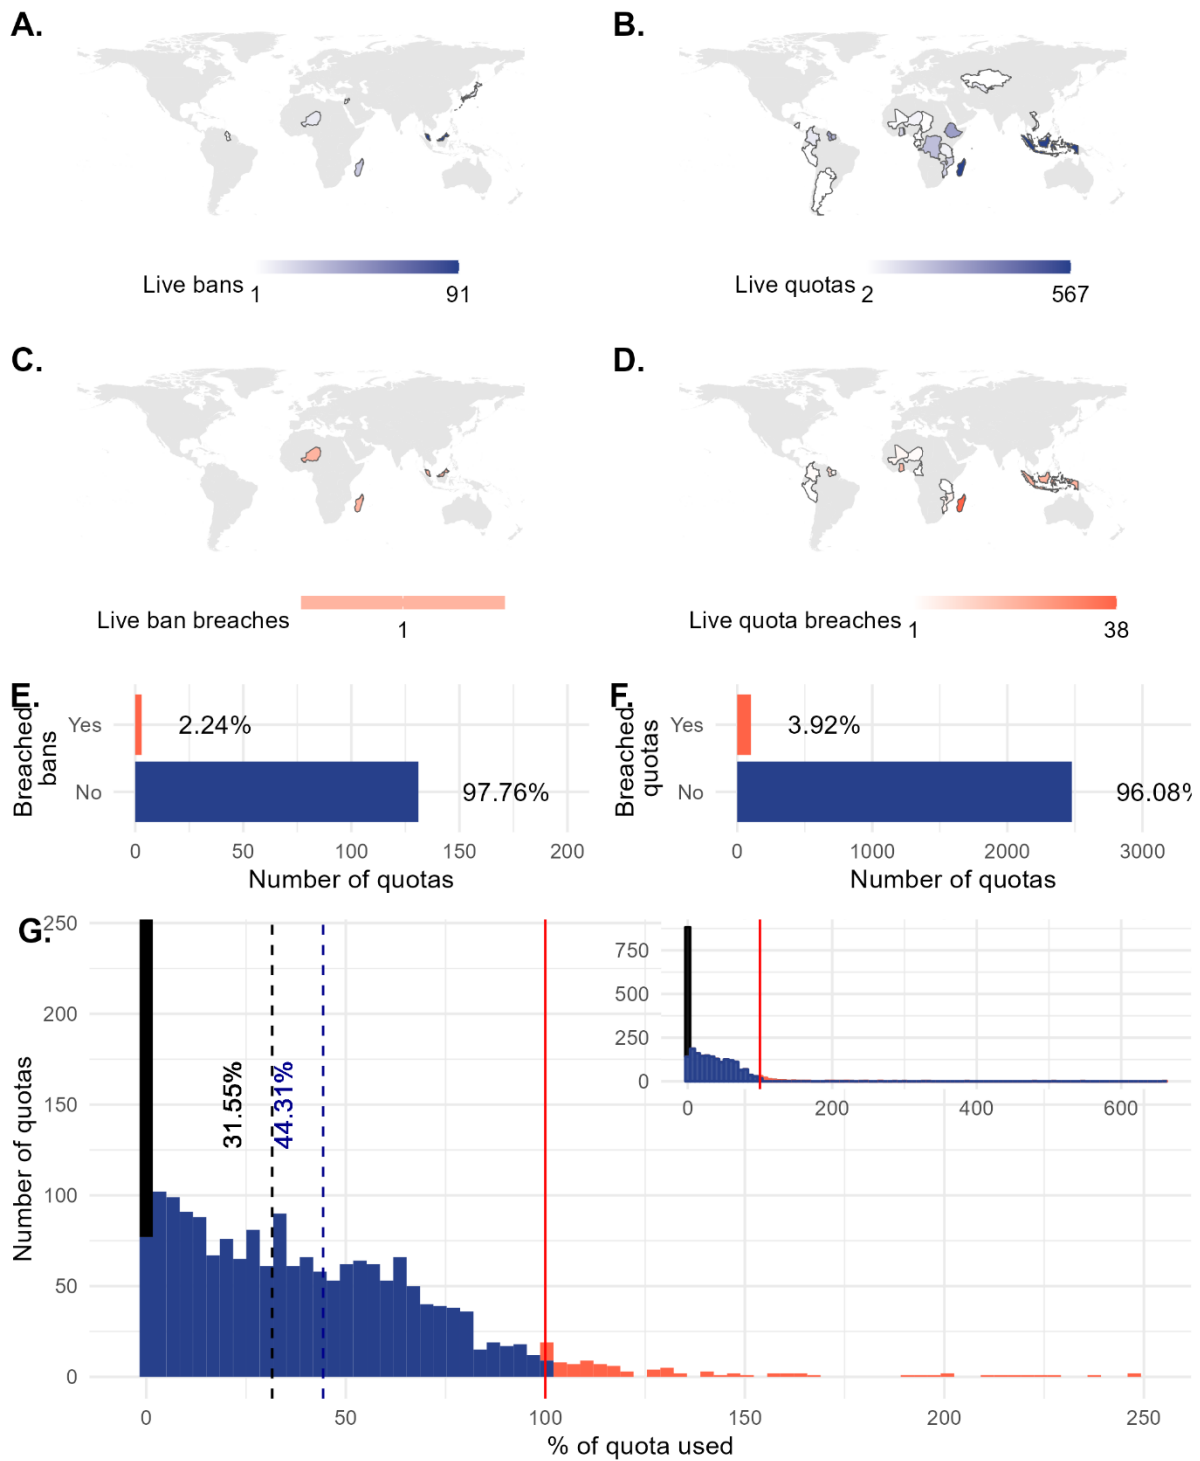 A.
B.
Live bans
1
91
Live quotas
2
567
C.
D.
Live ban breaches
1
Live quota breaches
1
38
E.
Breached
bans
Yes
2.24%
No
97.76%
0
50
100
150
200
Number of quotas
F.
Breached
quotas
Yes
3.92%
No
96.08%
0
1000
2000
3000
Number of quotas
G.
Number of quotas
250
200
150
100
50
0
31.55%
44.31%
0
50
100
150
200
250
% of quota used
750
500
250
0
0
200
400
600